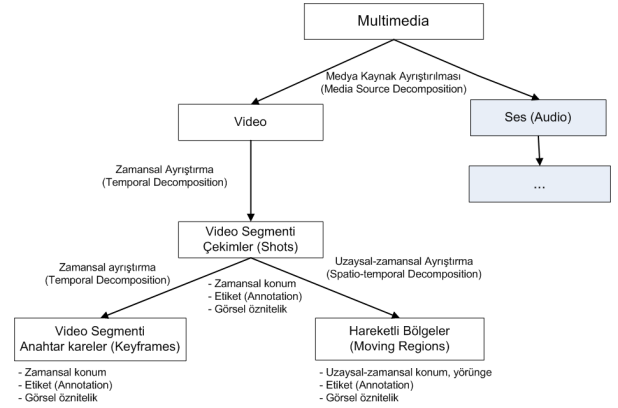 Multimedia
Medya Kaynak Ayrıştırılması
(Media Source Decomposition)
Video
Ses (Audio)
...
Zamansal Ayrıştırma
(Temporal Decomposition)
Video Segmenti
Çekimler (Shots)
Zamansal ayrıştırma
(Temporal Decomposition)
- Zamansal konum
- Etiket (Annotation)
- Görsel öznitelik
Uzaysal-zamansal Ayrıştırma
(Spatio-temporal Decomposition)
Video Segmenti
Anahtar kareler (Keyframes)
Hareketli Bölgeler
(Moving Regions)
- Zamansal konum
- Etiket (Annotation)
- Görsel öznitelik
- Uzaysal-zamansal konum, yörünge
- Etiket (Annotation)
- Görsel öznitelik